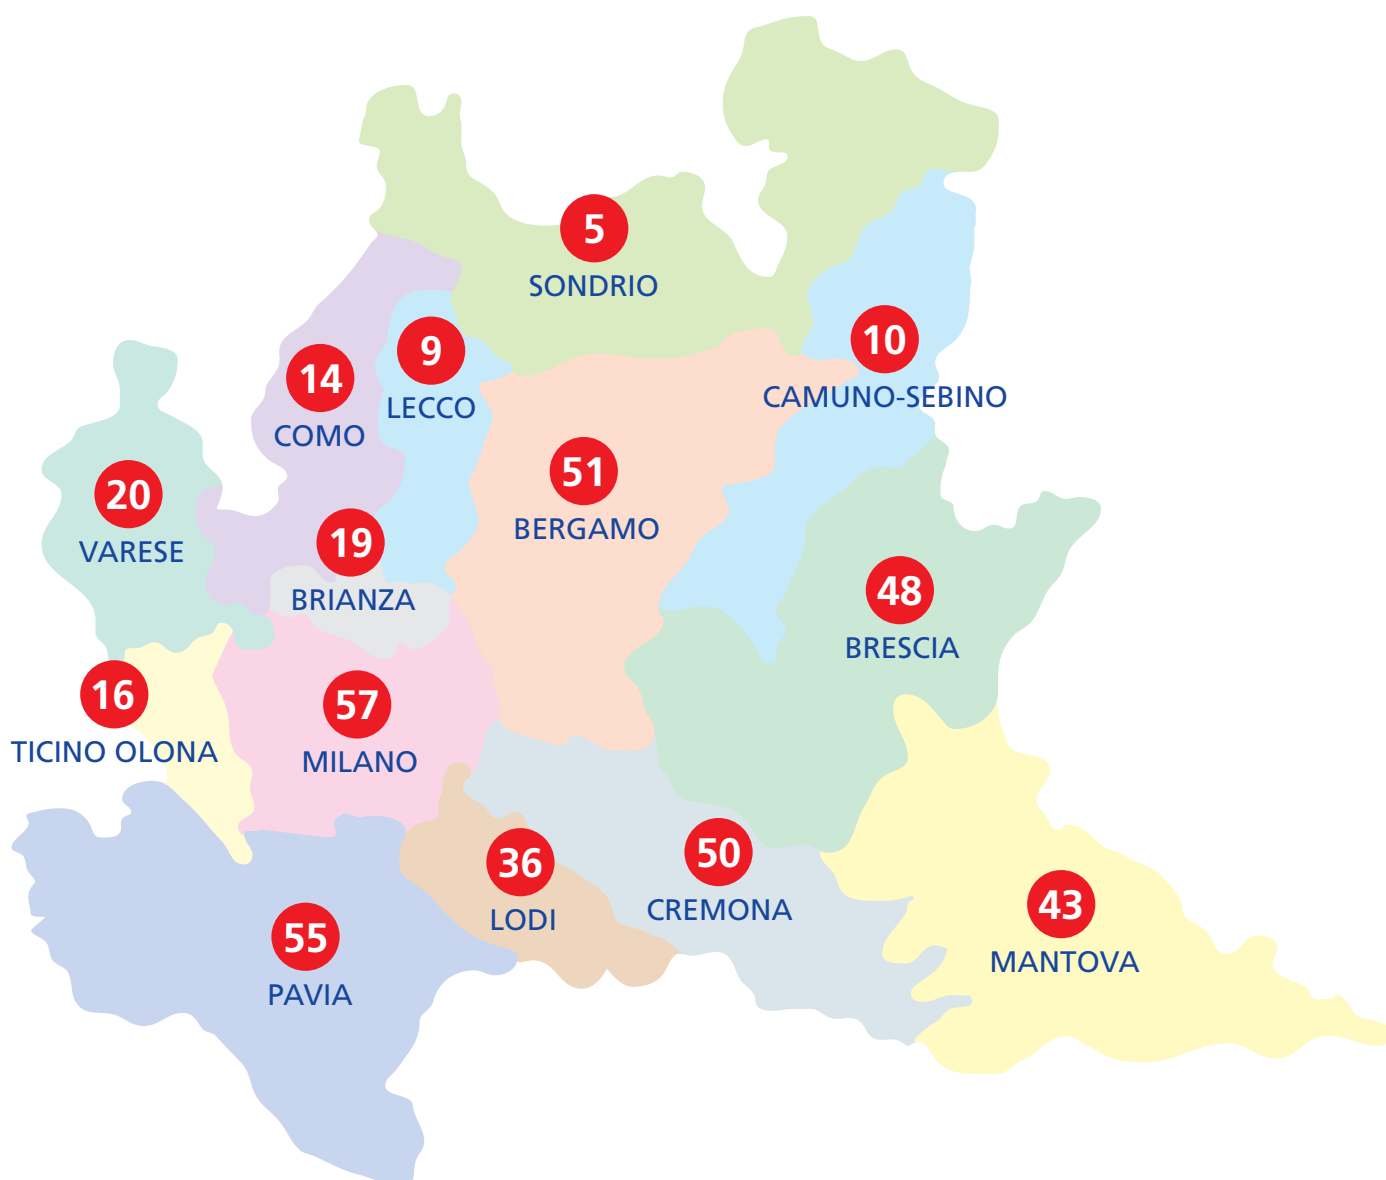 5
SONDRIO
10
CAMUNO-SEBINO
9
LECCO
14
COMO
51
BERGAMO
20
VARESE
19
BRIANZA
48
BRESCIA
16
TICINO OLONA
57
MILANO
36
LODI
50
CREMONA
43
MANTOVA
55
PAVIA